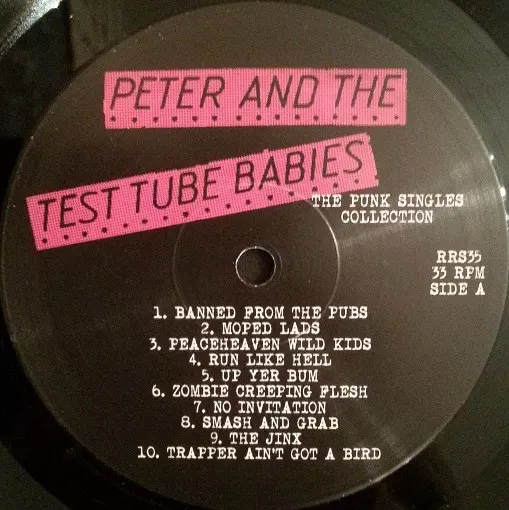 PETER AND THE
TEST TUBE BABIES
THE PUNK SINGLES
COLLECTION
RRS35
33 RPM
SIDE A
1. BANNED FROM THE PUBS
2. MOPED LADS
3. PEACEHEAVEN WILD KIDS
4. RUN LIKE HELL
5. UP YER BUM
6. ZOMBIE CREEPING FLESH
7. NO INVITATION
8. SMASH AND GRAB
9. THE JINX
10. TRAPPER AIN'T GOT A BIRD